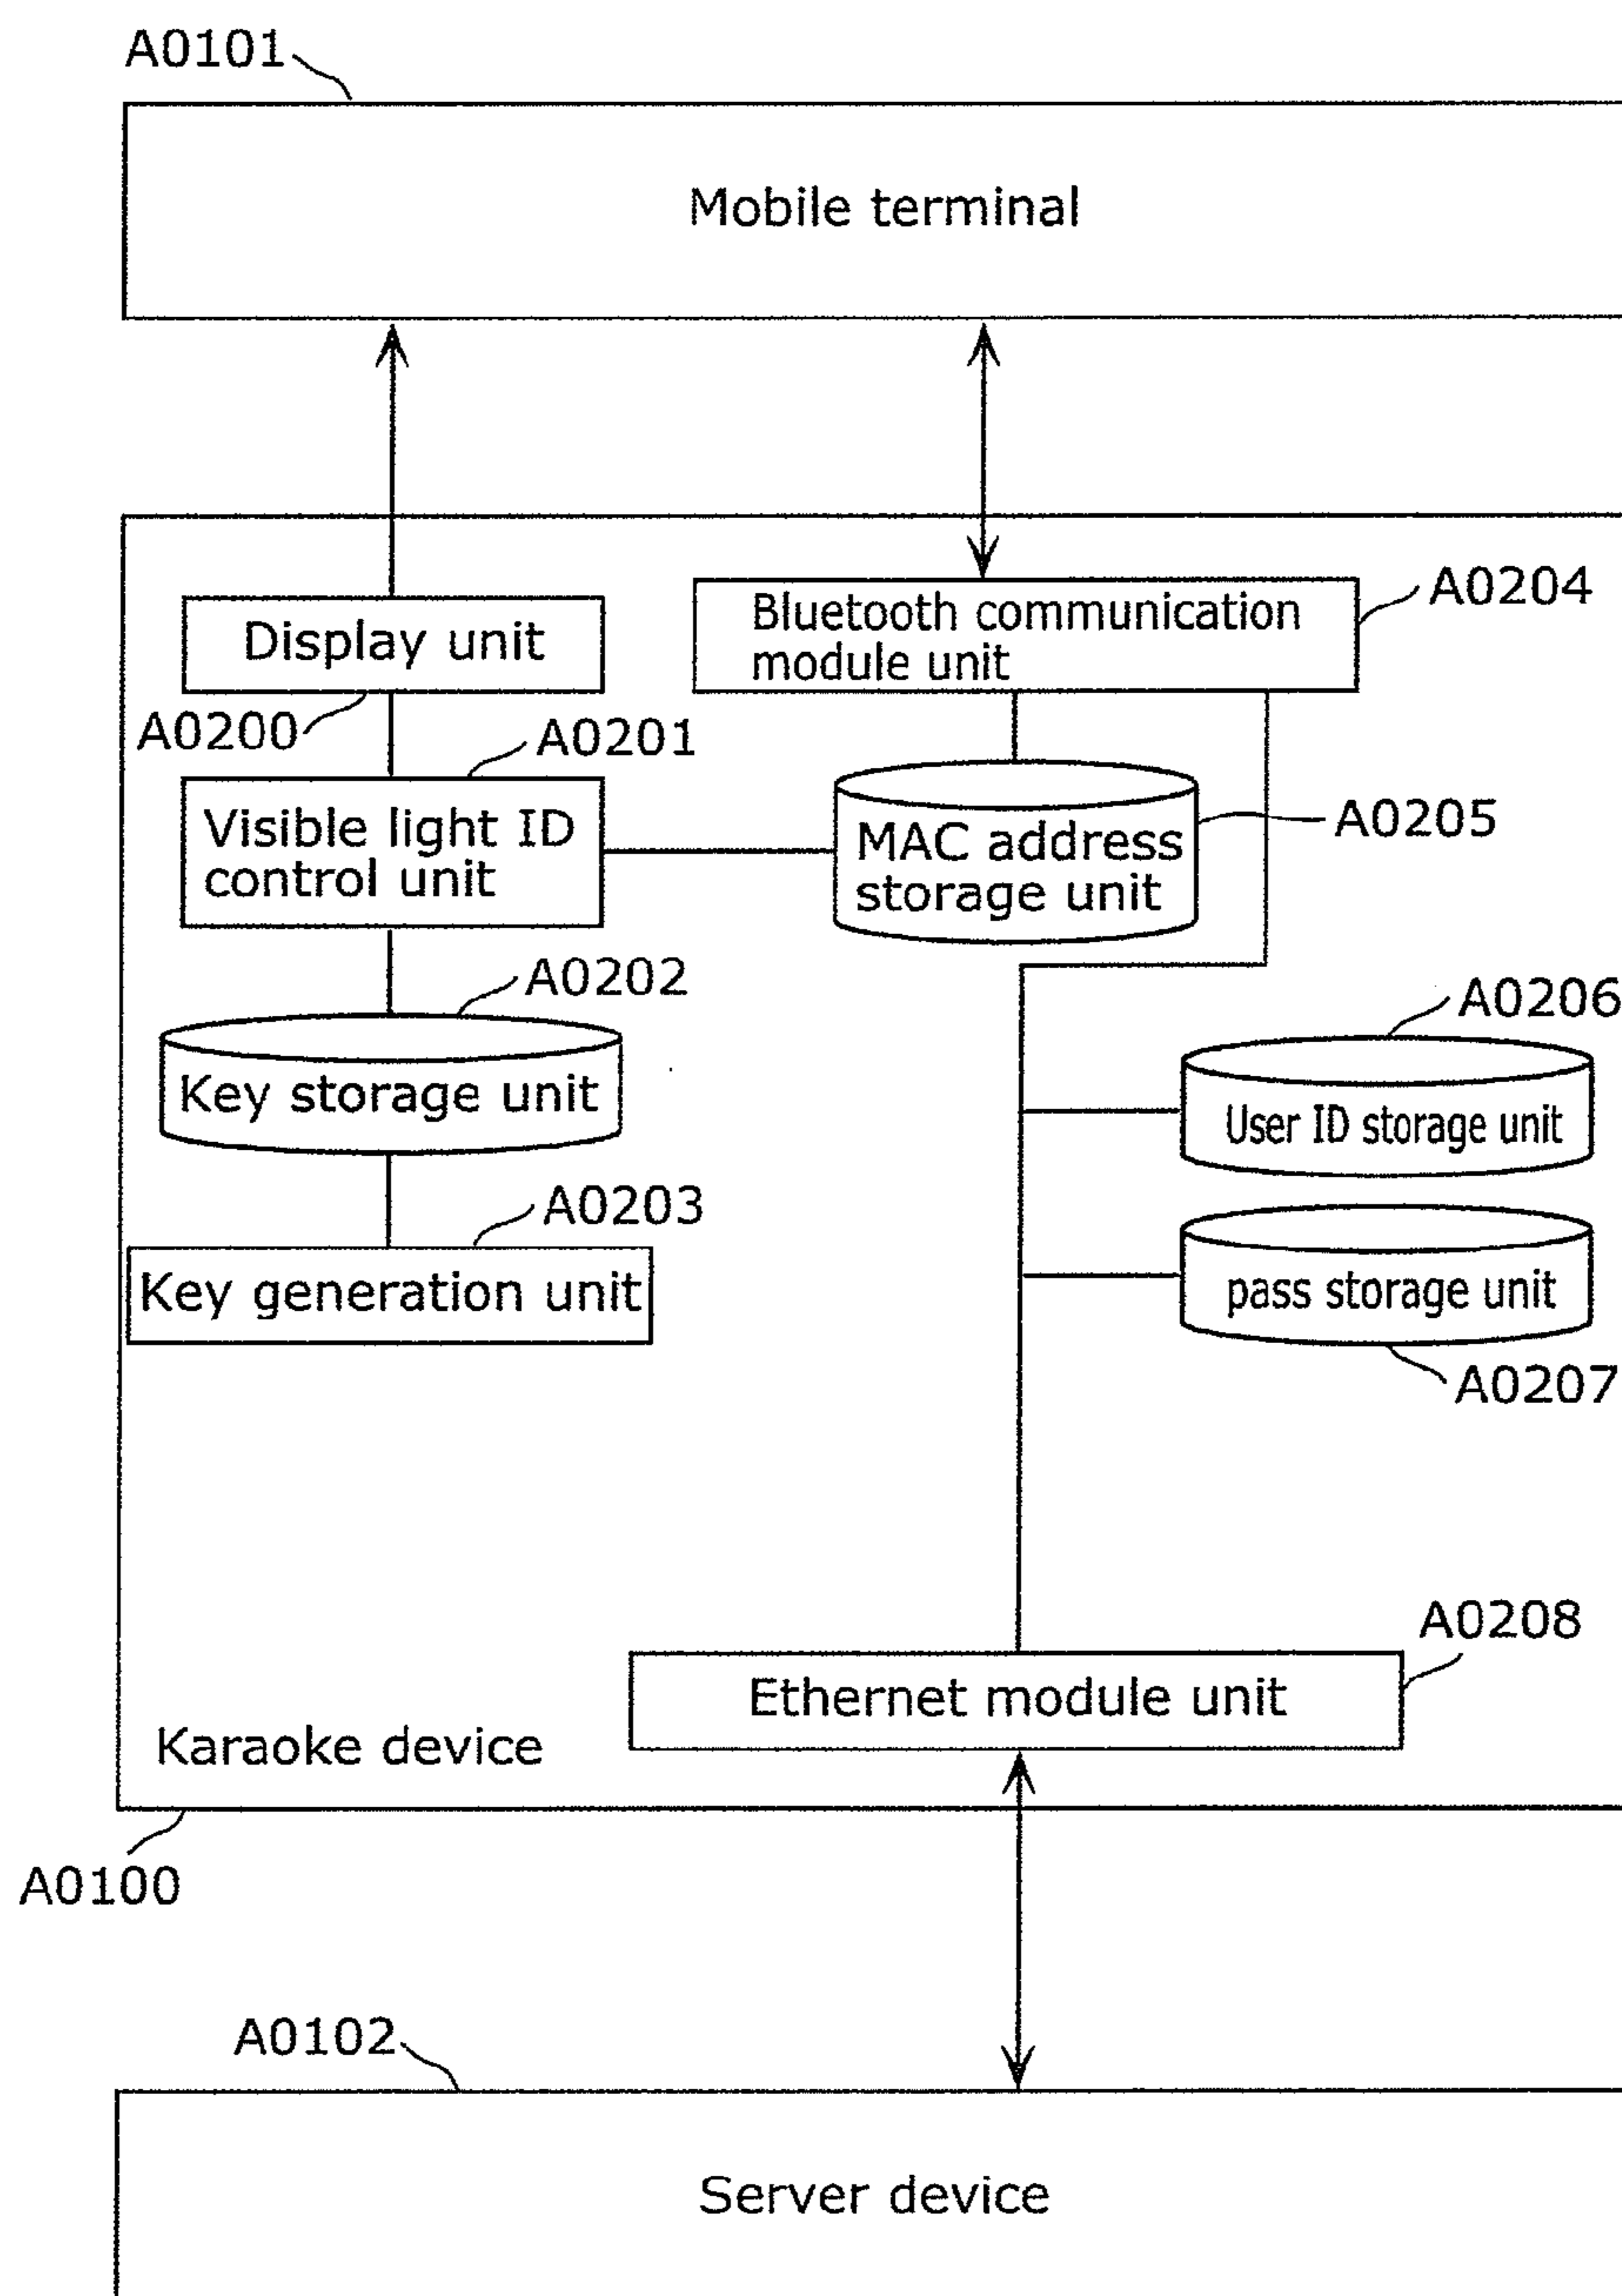 A0101
Mobile terminal
Display unit
Bluetooth communication
module unit
A0204
A0200
A0201
Visible light ID
control unit
MAC address
storage unit
A0205
A0202
Key storage unit
A0206
User ID storage unit
A0203
Key generation unit
pass storage unit
A0207
A0208
Ethernet module unit
Karaoke device
A0100
A0102
Server device